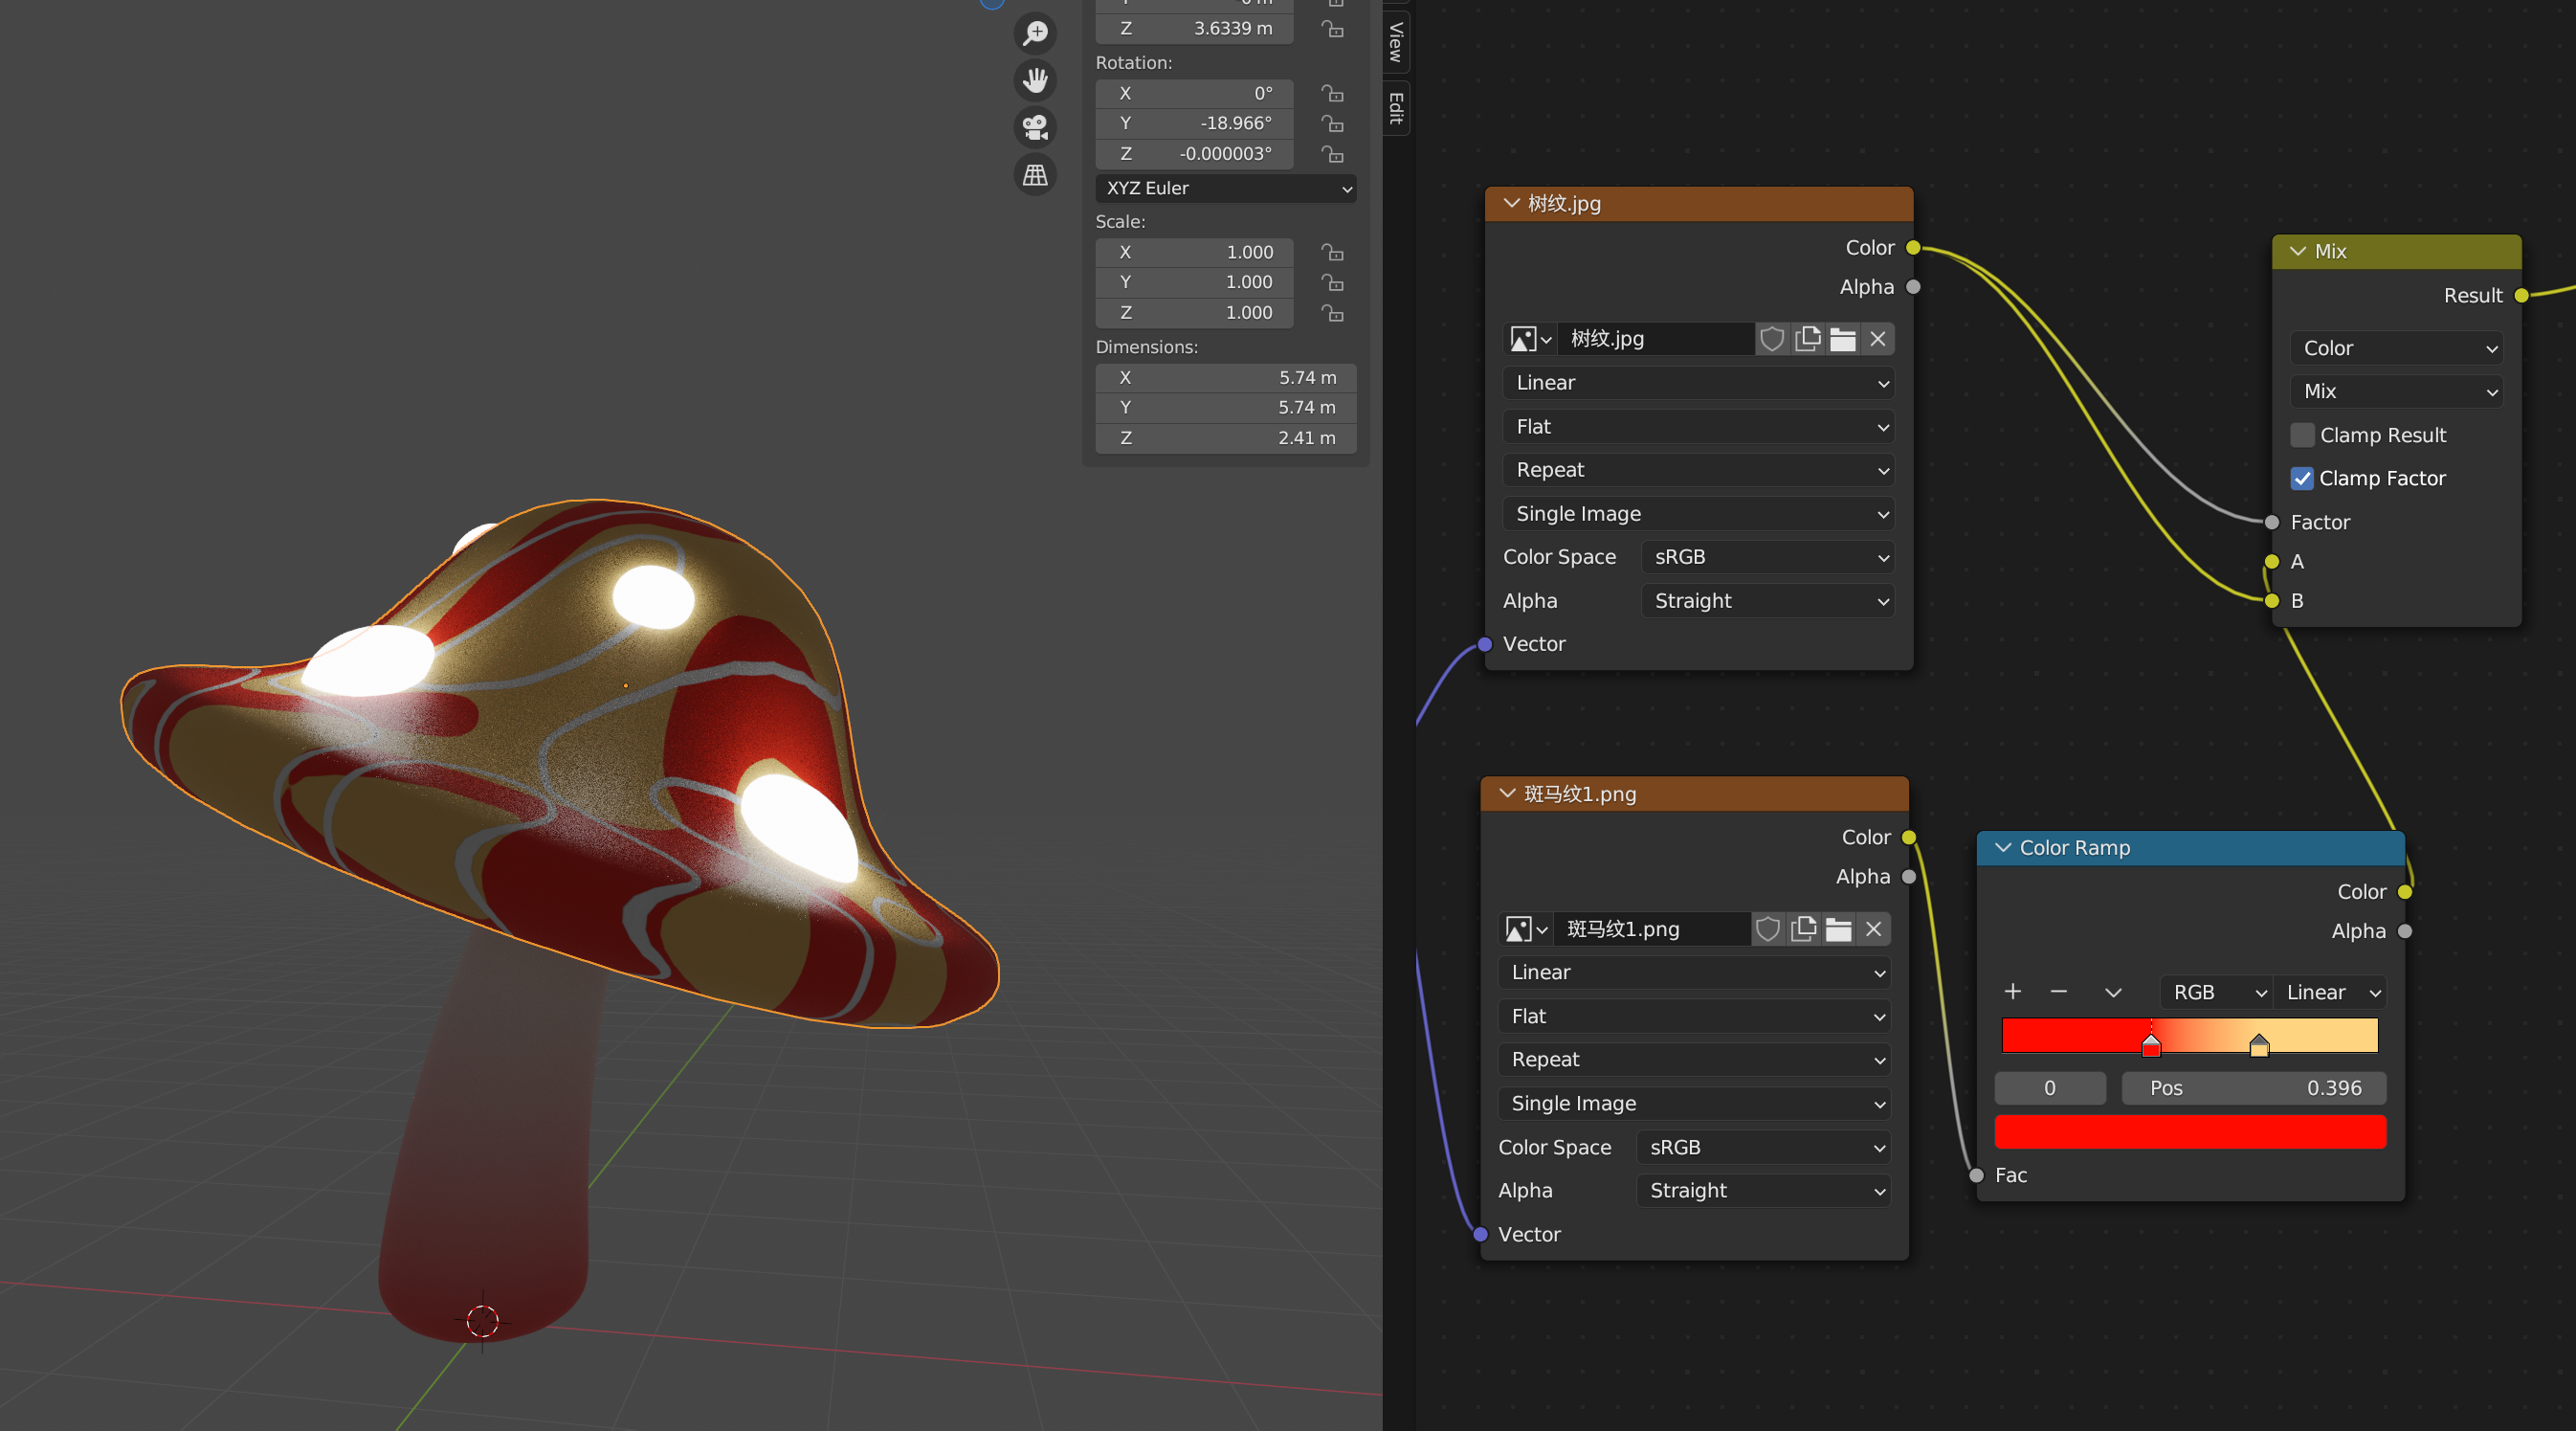 Z 3.6339 m
Rotation:
X 0°
Y -18.966°
Z -0.000003°
XYZ Euler
Scale:
X 1.000
Y 1.000
Z 1.000
Dimensions:
X 5.74 m
Y 5.74 m
Z 2.41 m
View
Edit
树纹.jpg
Color
Alpha
树纹.jpg
Linear
Flat
Repeat
Single Image
Color Space sRGB
Alpha Straight
Vector
Mix
Result
Color
Mix
Clamp Result
Clamp Factor
Factor
A
B
斑马纹1.png
Color
Alpha
斑马纹1.png
Linear
Flat
Repeat
Single Image
Color Space sRGB
Alpha Straight
Vector
Color Ramp
Color
Alpha
RGB Linear
0 Pos 0.396
Fac